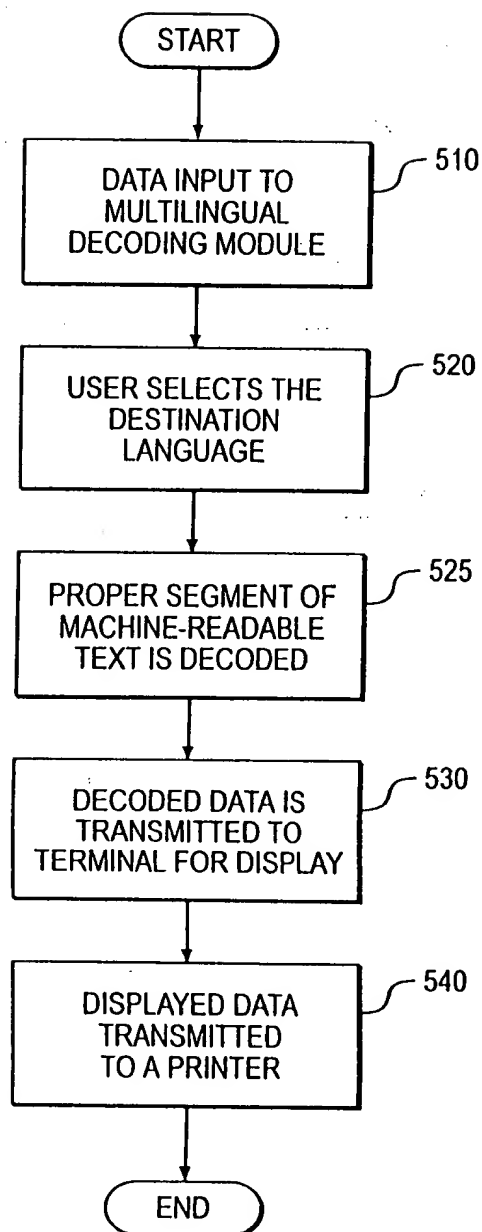 START
DATA INPUT TO
MULTILINGUAL
DECODING MODULE
510
USER SELECTS THE
DESTINATION
LANGUAGE
520
PROPER SEGMENT OF
MACHINE-READABLE
TEXT IS DECODED
525
DECODED DATA IS
TRANSMITTED TO
TERMINAL FOR DISPLAY
530
DISPLAYED DATA
TRANSMITTED
TO A PRINTER
540
END